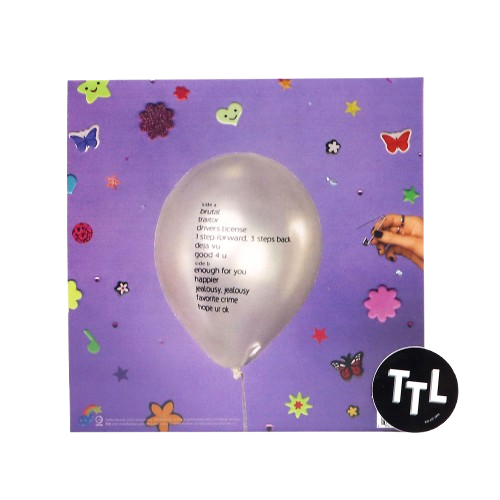 side a
brutal
traitor
drivers license
1 step forward, 3 steps back
deja vu
good 4 u
side b
enough for you
happier
jealousy, jealousy
favorite crime
hope ur ok
TTL